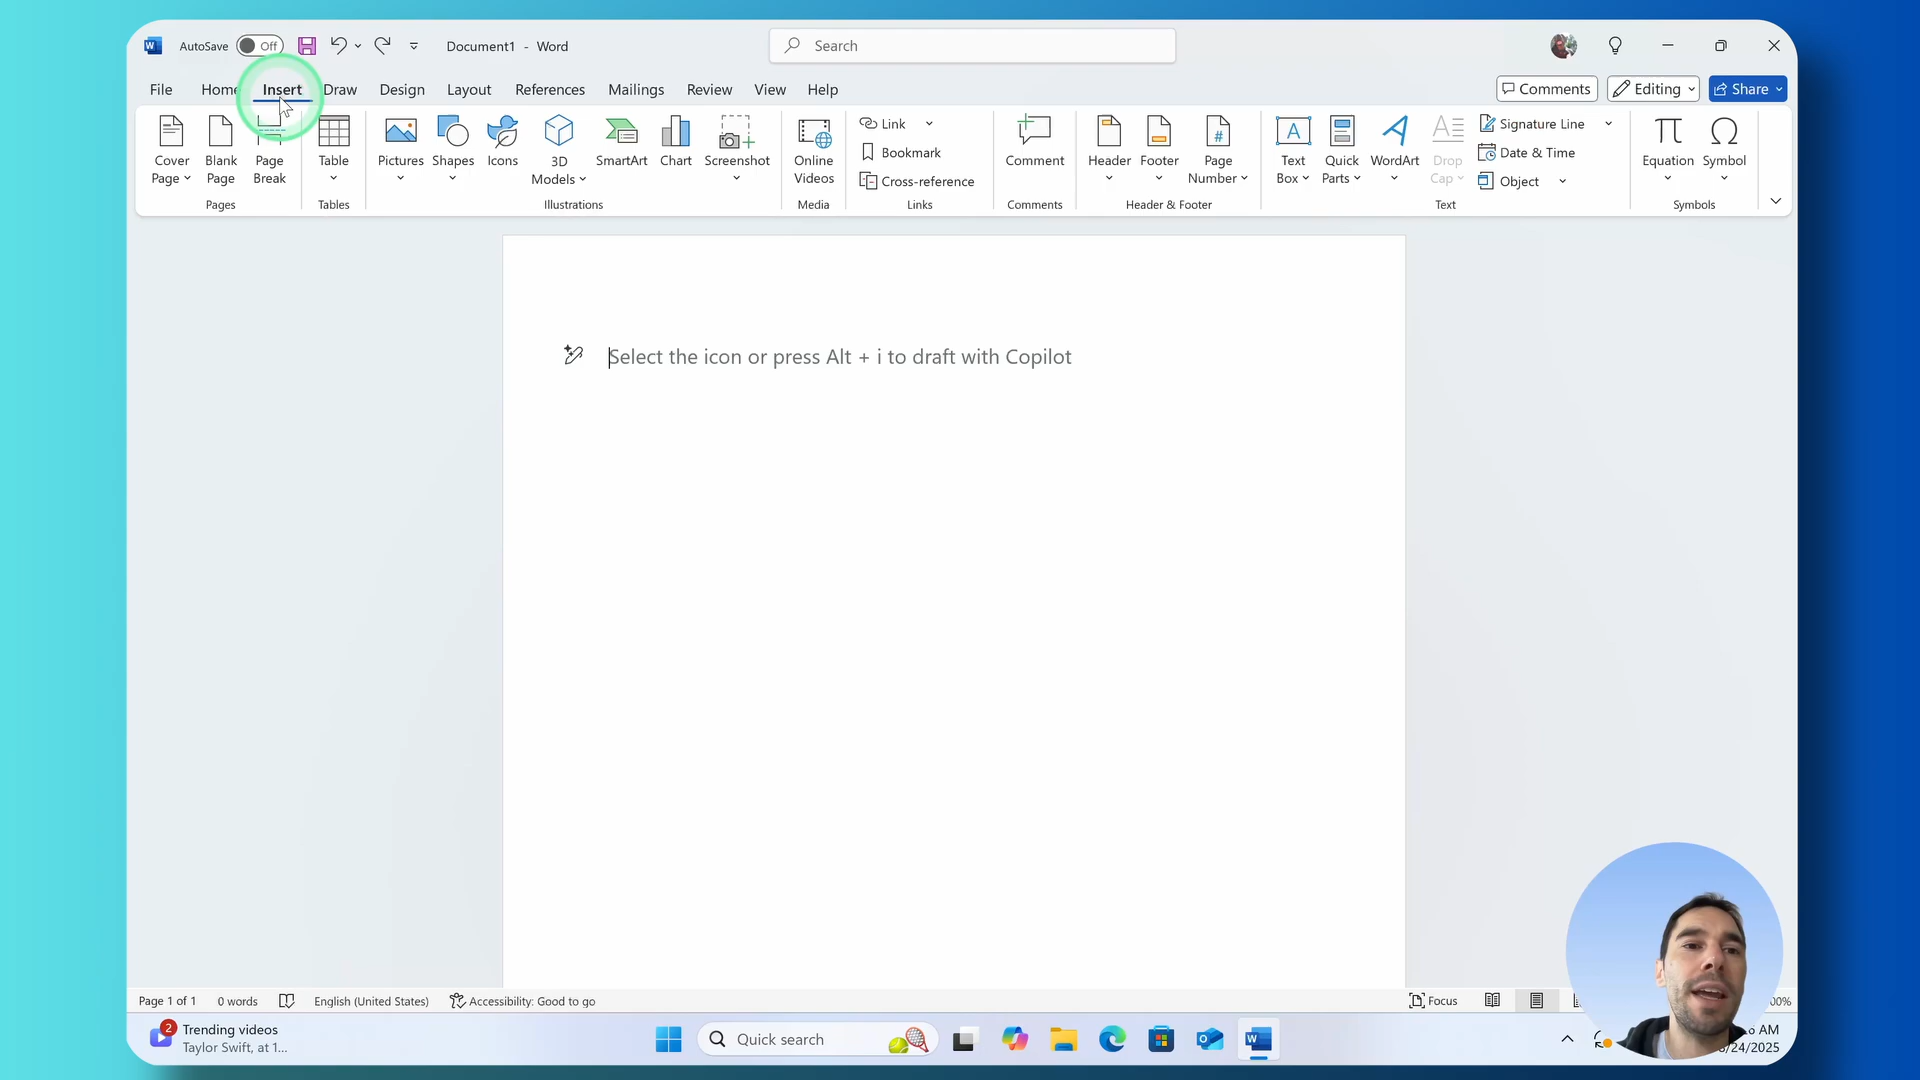 AutoSave Off Document1 - Word Search
File Home Insert Draw Design Layout References Mailings Review View Help Comments Editing Share
Cover Page
Blank Page
Page Break
Pages
Table
Tables
Pictures
Shapes
Icons
3D Models
SmartArt
Chart
Screenshot
Illustrations
Online Videos
Media
Link
Bookmark
Cross-reference
Links
Comment
Comments
Header
Footer
Page Number
Header & Footer
Text Box
Quick Parts
WordArt
Drop Cap
Signature Line
Date & Time
Object
Text
Equation
Symbol
Symbols
Select the icon or press Alt + i to draft with Copilot
Page 1 of 1 0 words English (United States) Accessibility: Good to go Focus
2
Trending videos
Taylor Swift, at 1...
Quick search
AM
/24/2025